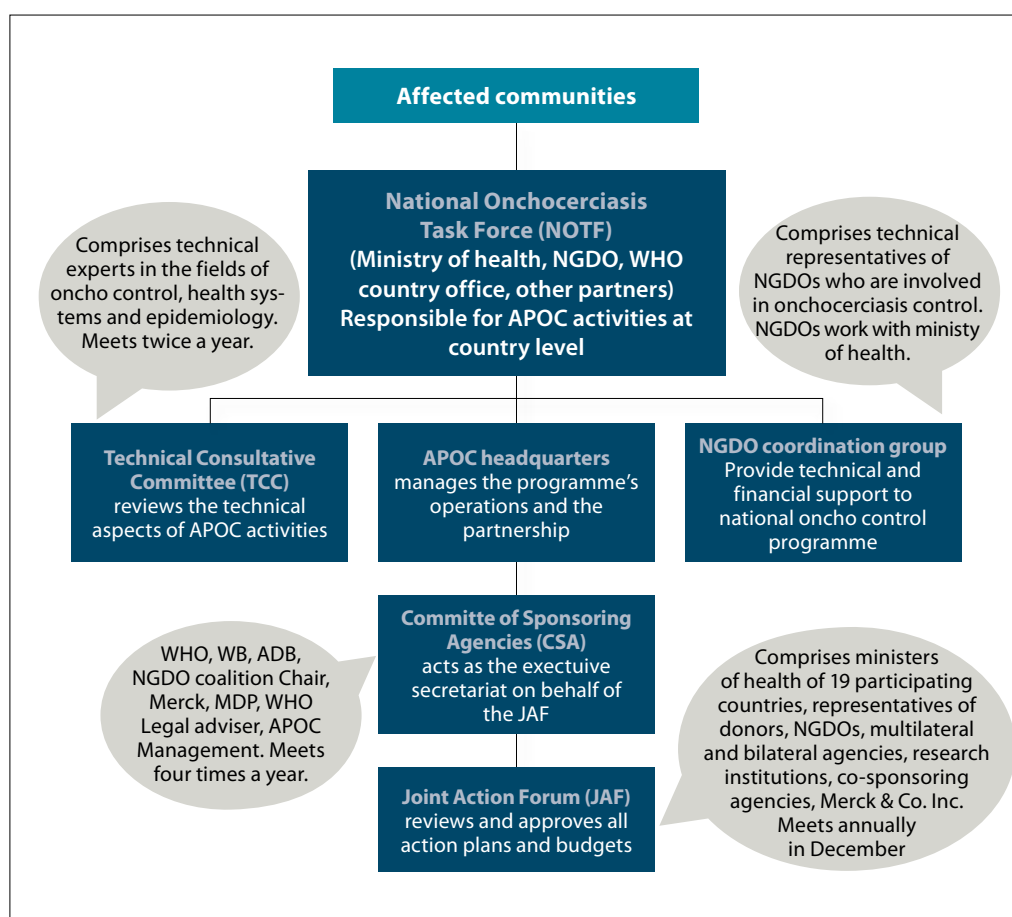 Affected communities
National Onchocerciasis
Task Force (NOTF)
(Ministry of health, NGDO, WHO
country office, other partners)
Responsible for APOC activities at
country level
Comprises technical
experts in the fields of
oncho control, health sys-
tems and epidemiology.
Meets twice a year.
Comprises technical
representatives of
NGDOs who are involved
in onchocerciasis control.
NGDOs work with ministy
of health.
Technical Consultative
Committee (TCC)
reviews the technical
aspects of APOC activities
APOC headquarters
manages the programme’s
operations and the
partnership
NGDO coordination group
Provide technical and
financial support to
national oncho control
programme
Committe of Sponsoring
Agencies (CSA)
acts as the exectuive
secretariat on behalf of
the JAF
WHO, WB, ADB,
NGDO coalition Chair,
Merck, MDP, WHO
Legal adviser, APOC
Management. Meets
four times a year.
Joint Action Forum (JAF)
reviews and approves all
action plans and budgets
Comprises ministers
of health of 19 participating
countries, representatives of
donors, NGDOs, multilateral
and bilateral agencies, research
institutions, co-sponsoring
agencies, Merck & Co. Inc.
Meets annually
in December